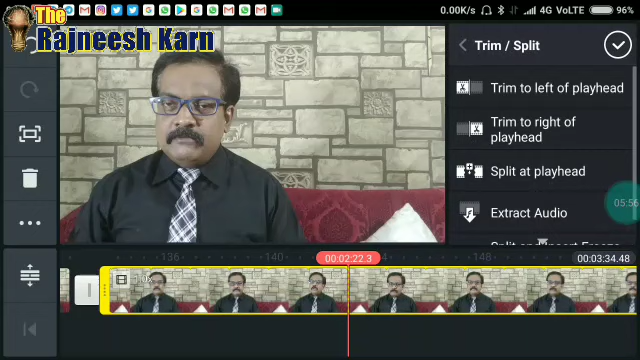 0.00K/s 4G VoLTE 96%
The
Rajneesh Karn
Trim / Split
Trim to left of playhead
Trim to right of
playhead
Split at playhead
05:56
Extract Audio
136
140
00:02:22.3
148
00:03:34.48
1.0x